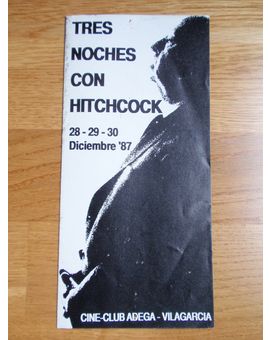 TRES
NOCHES
CON
HITCHCOCK
28 - 29 - 30
Diciembre '87
CINE-CLUB ADEGA - VILAGARCIA